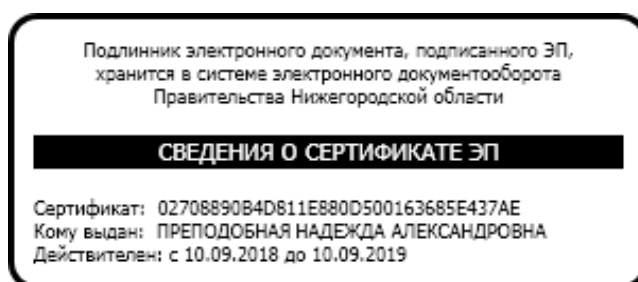 Подлинник электронного документа, подписанного ЭП,
хранится в системе электронного документооборота
Правительства Нижегородской области
СВЕДЕНИЯ О СЕРТИФИКАТЕ ЭП
Сертификат: 02708890B4D811E880D500163685E437AE
Кому выдан: ПРЕПОДОБНАЯ НАДЕЖДА АЛЕКСАНДРОВНА
Действителен: с 10.09.2018 до 10.09.2019